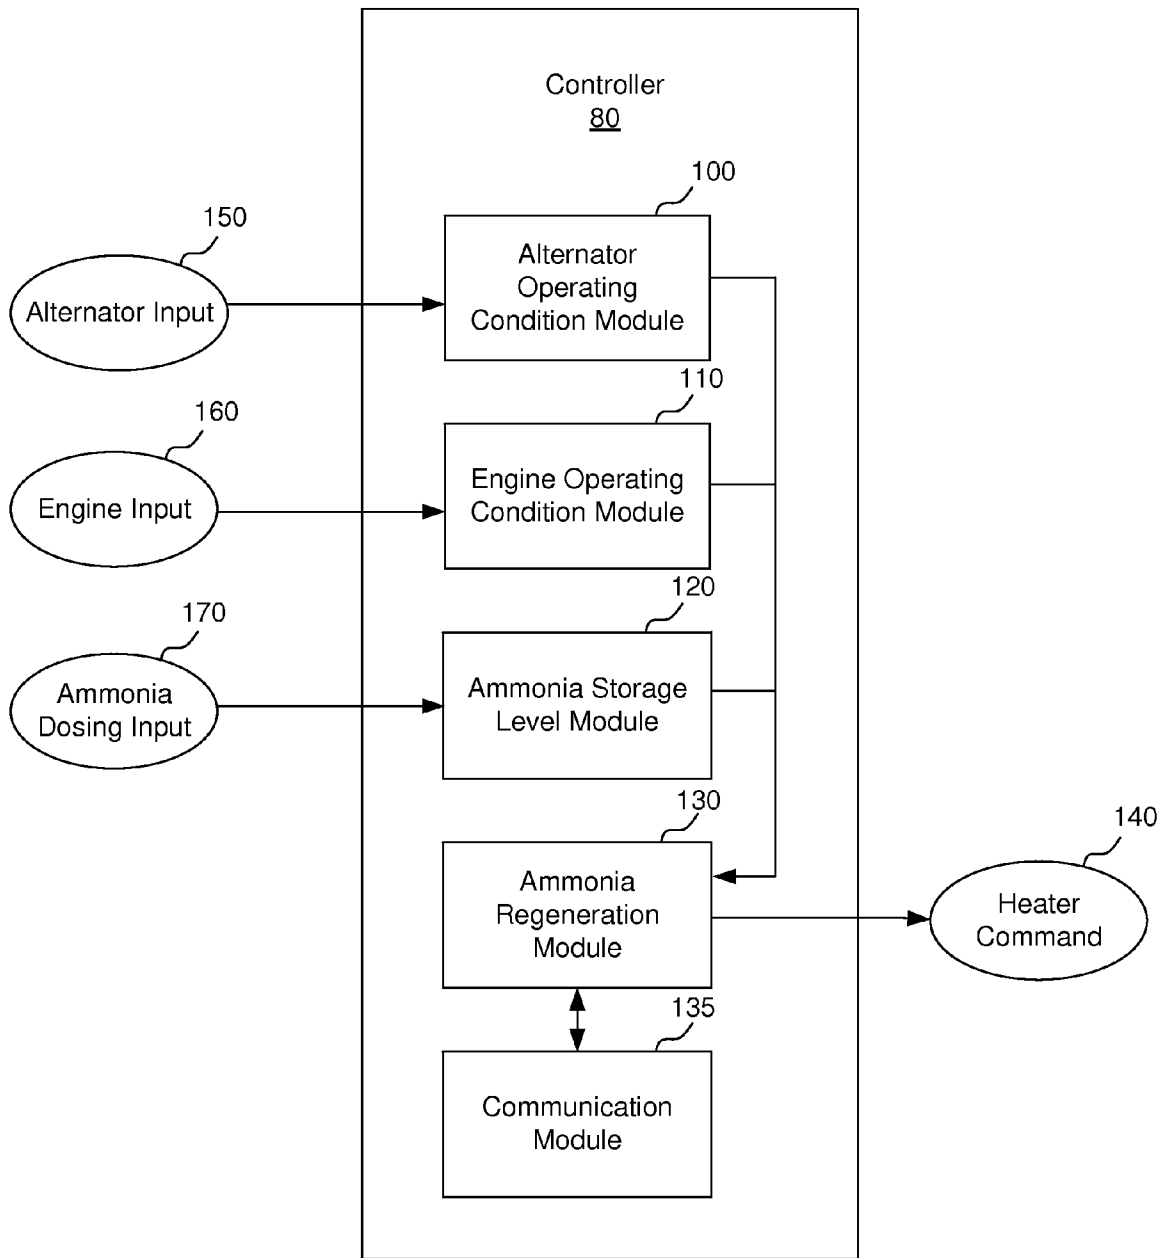 Controller
80
100
150
Alternator Input
Alternator
Operating
Condition Module
110
160
Engine Input
Engine Operating
Condition Module
120
170
Ammonia
Dosing Input
Ammonia Storage
Level Module
130
Ammonia
Regeneration
Module
140
Heater
Command
135
Communication
Module